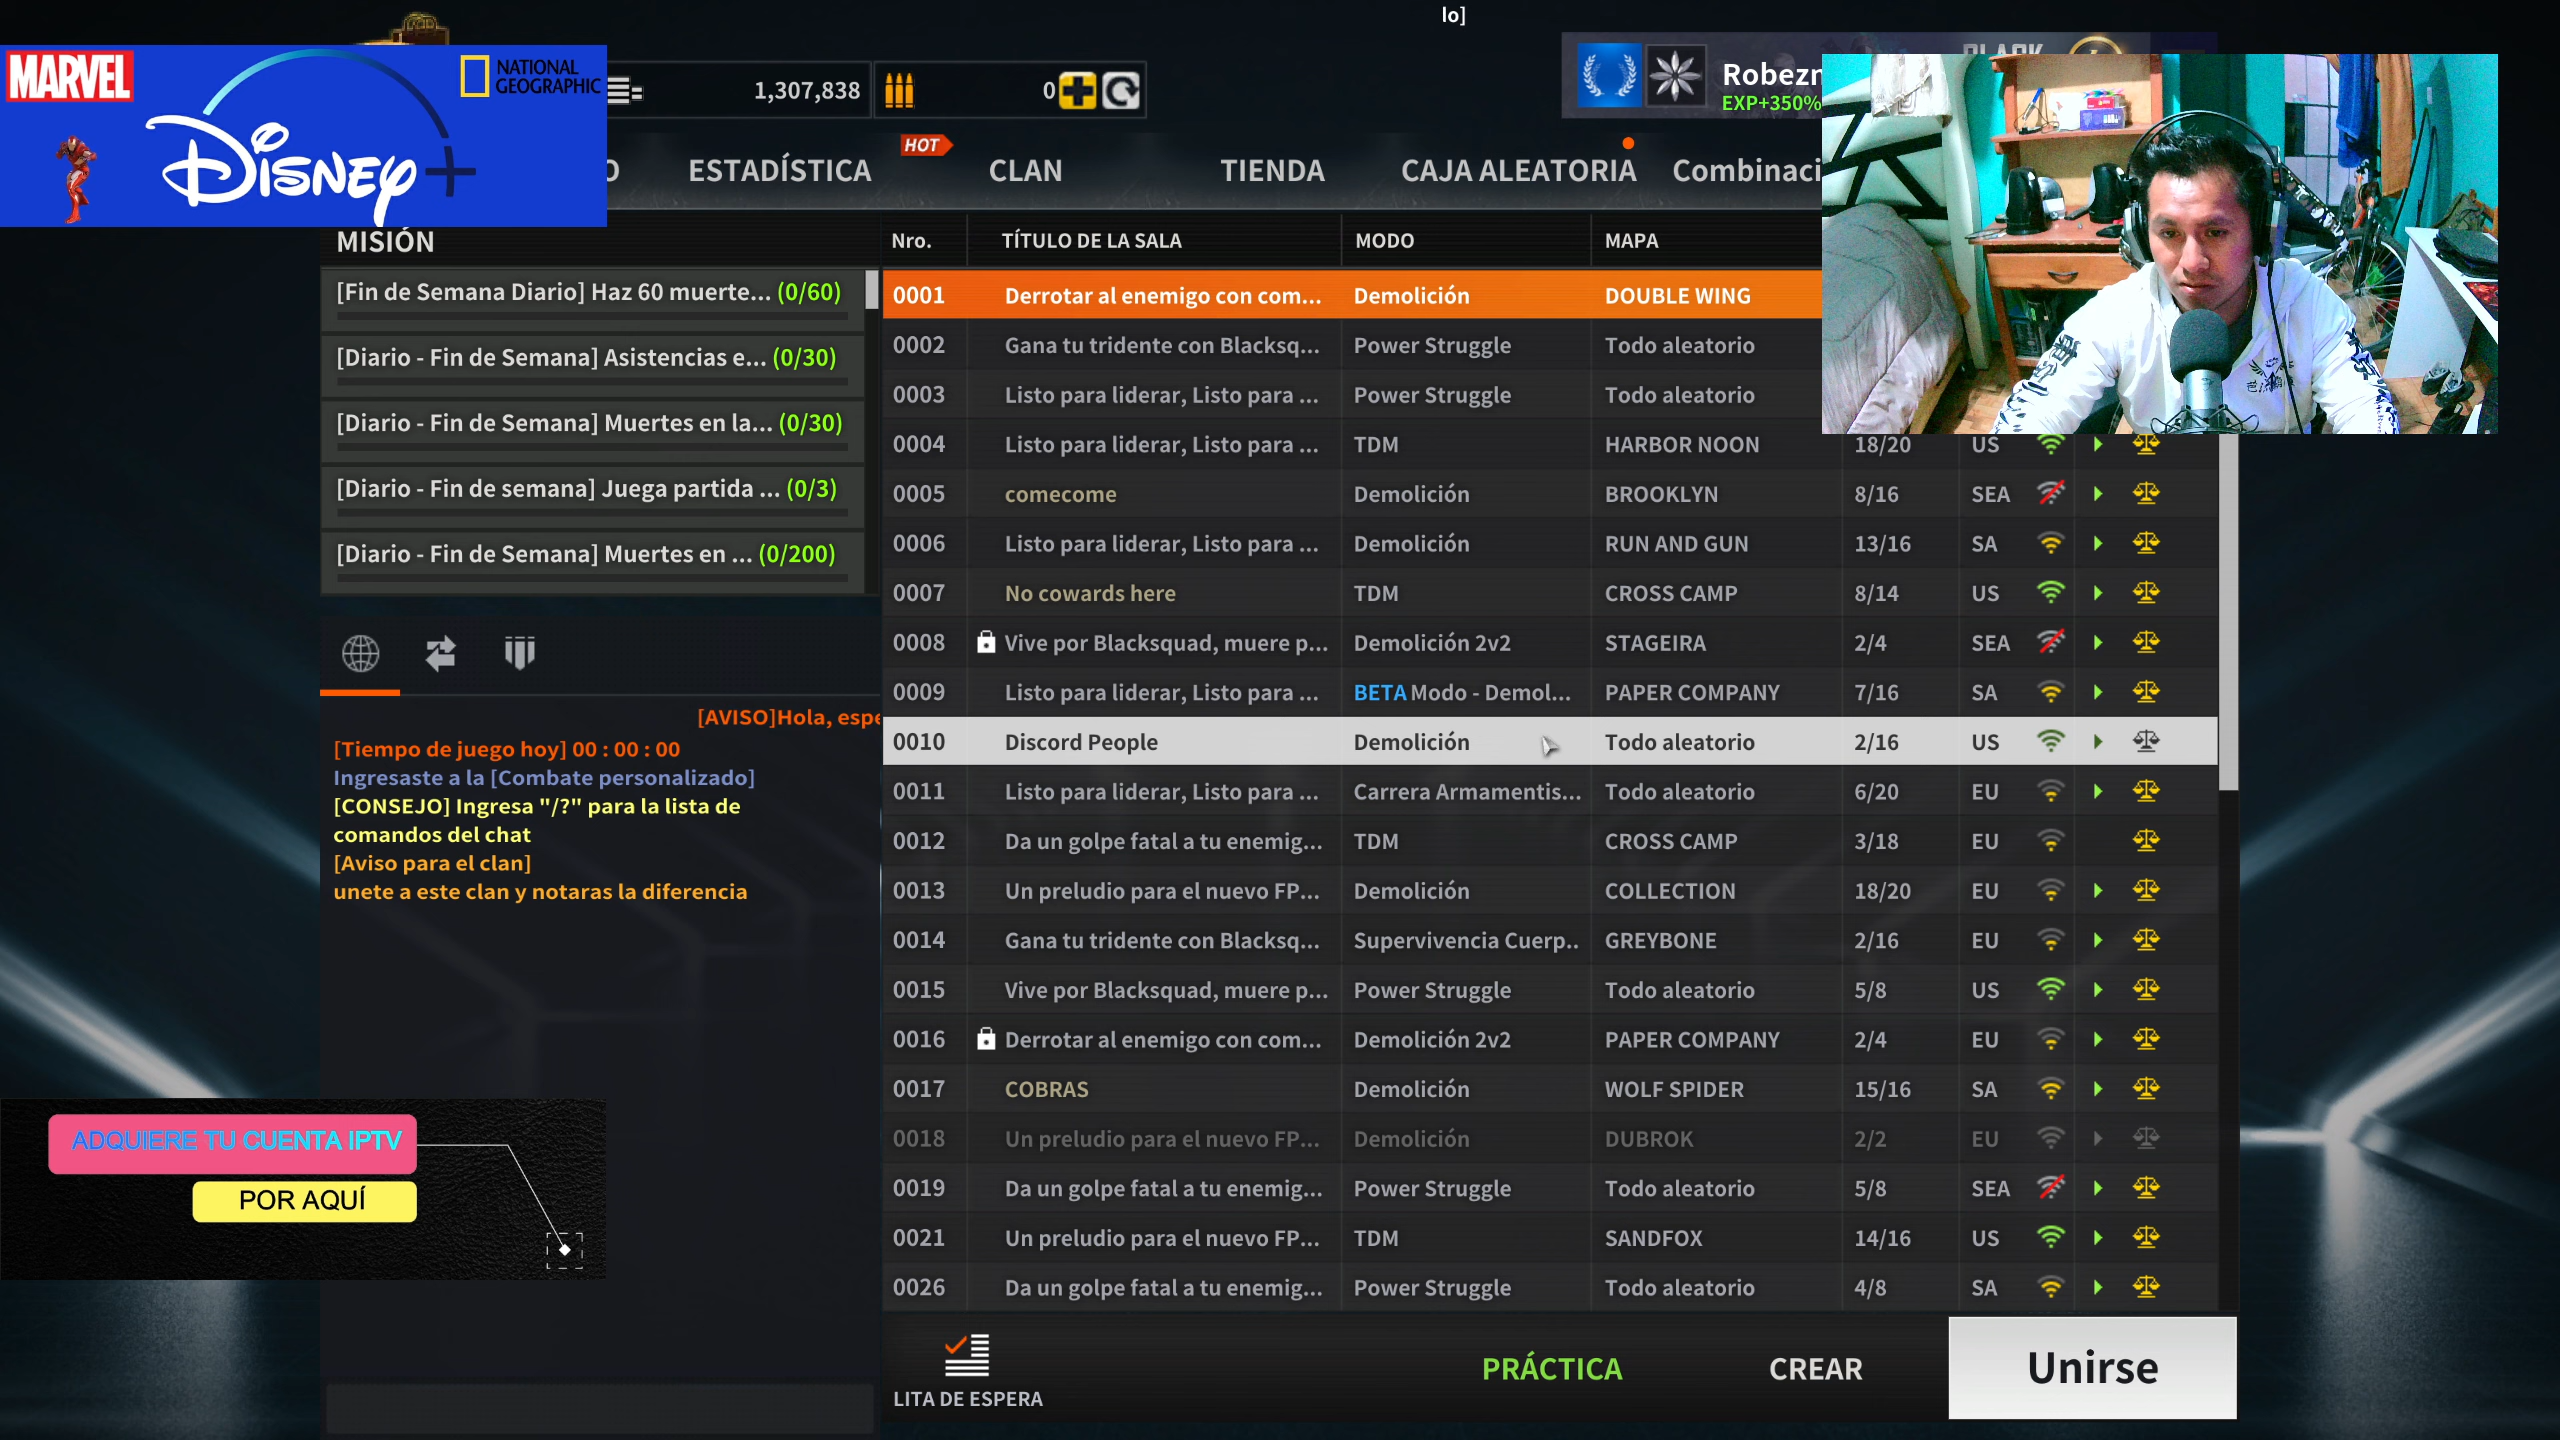 lo]
MARVEL
NATIONAL
GEOGRAPHIC
DISNEY+
1,307,838
0
Robezn
EXP+350%
HOT
O
ESTADÍSTICA
CLAN
TIENDA
CAJA ALEATORIA
Combinaci
MISIÓN
[Fin de Semana Diario] Haz 60 muerte... (0/60)
[Diario - Fin de Semana] Asistencias e... (0/30)
[Diario - Fin de Semana] Muertes en la... (0/30)
[Diario - Fin de semana] Juega partida ... (0/3)
[Diario - Fin de Semana] Muertes en ... (0/200)
[AVISO]Hola, espe
[Tiempo de juego hoy] 00 : 00 : 00
Ingresaste a la [Combate personalizado]
[CONSEJO] Ingresa "/?" para la lista de
comandos del chat
[Aviso para el clan]
unete a este clan y notaras la diferencia
ADQUIERE TU CUENTA IPTV
POR AQUÍ
Nro. TÍTULO DE LA SALA MODO MAPA
0001 Derrotar al enemigo con com... Demolición DOUBLE WING
0002 Gana tu tridente con Blacksq... Power Struggle Todo aleatorio
0003 Listo para liderar, Listo para ... Power Struggle Todo aleatorio
0004 Listo para liderar, Listo para ... TDM HARBOR NOON 18/20 US
0005 comecome Demolición BROOKLYN 8/16 SEA
0006 Listo para liderar, Listo para ... Demolición RUN AND GUN 13/16 SA
0007 No cowards here TDM CROSS CAMP 8/14 US
0008 Vive por Blacksquad, muere p... Demolición 2v2 STAGEIRA 2/4 SEA
0009 Listo para liderar, Listo para ... BETA Modo - Demol... PAPER COMPANY 7/16 SA
0010 Discord People Demolición Todo aleatorio 2/16 US
0011 Listo para liderar, Listo para ... Carrera Armamentis... Todo aleatorio 6/20 EU
0012 Da un golpe fatal a tu enemig... TDM CROSS CAMP 3/18 EU
0013 Un preludio para el nuevo FP... Demolición COLLECTION 18/20 EU
0014 Gana tu tridente con Blacksq... Supervivencia Cuerp.. GREYBONE 2/16 EU
0015 Vive por Blacksquad, muere p... Power Struggle Todo aleatorio 5/8 US
0016 Derrotar al enemigo con com... Demolición 2v2 PAPER COMPANY 2/4 EU
0017 COBRAS Demolición WOLF SPIDER 15/16 SA
0018 Un preludio para el nuevo FP... Demolición DUBROK 2/2 EU
0019 Da un golpe fatal a tu enemig... Power Struggle Todo aleatorio 5/8 SEA
0021 Un preludio para el nuevo FP... TDM SANDFOX 14/16 US
0026 Da un golpe fatal a tu enemig... Power Struggle Todo aleatorio 4/8 SA
LITA DE ESPERA
PRÁCTICA
CREAR
Unirse